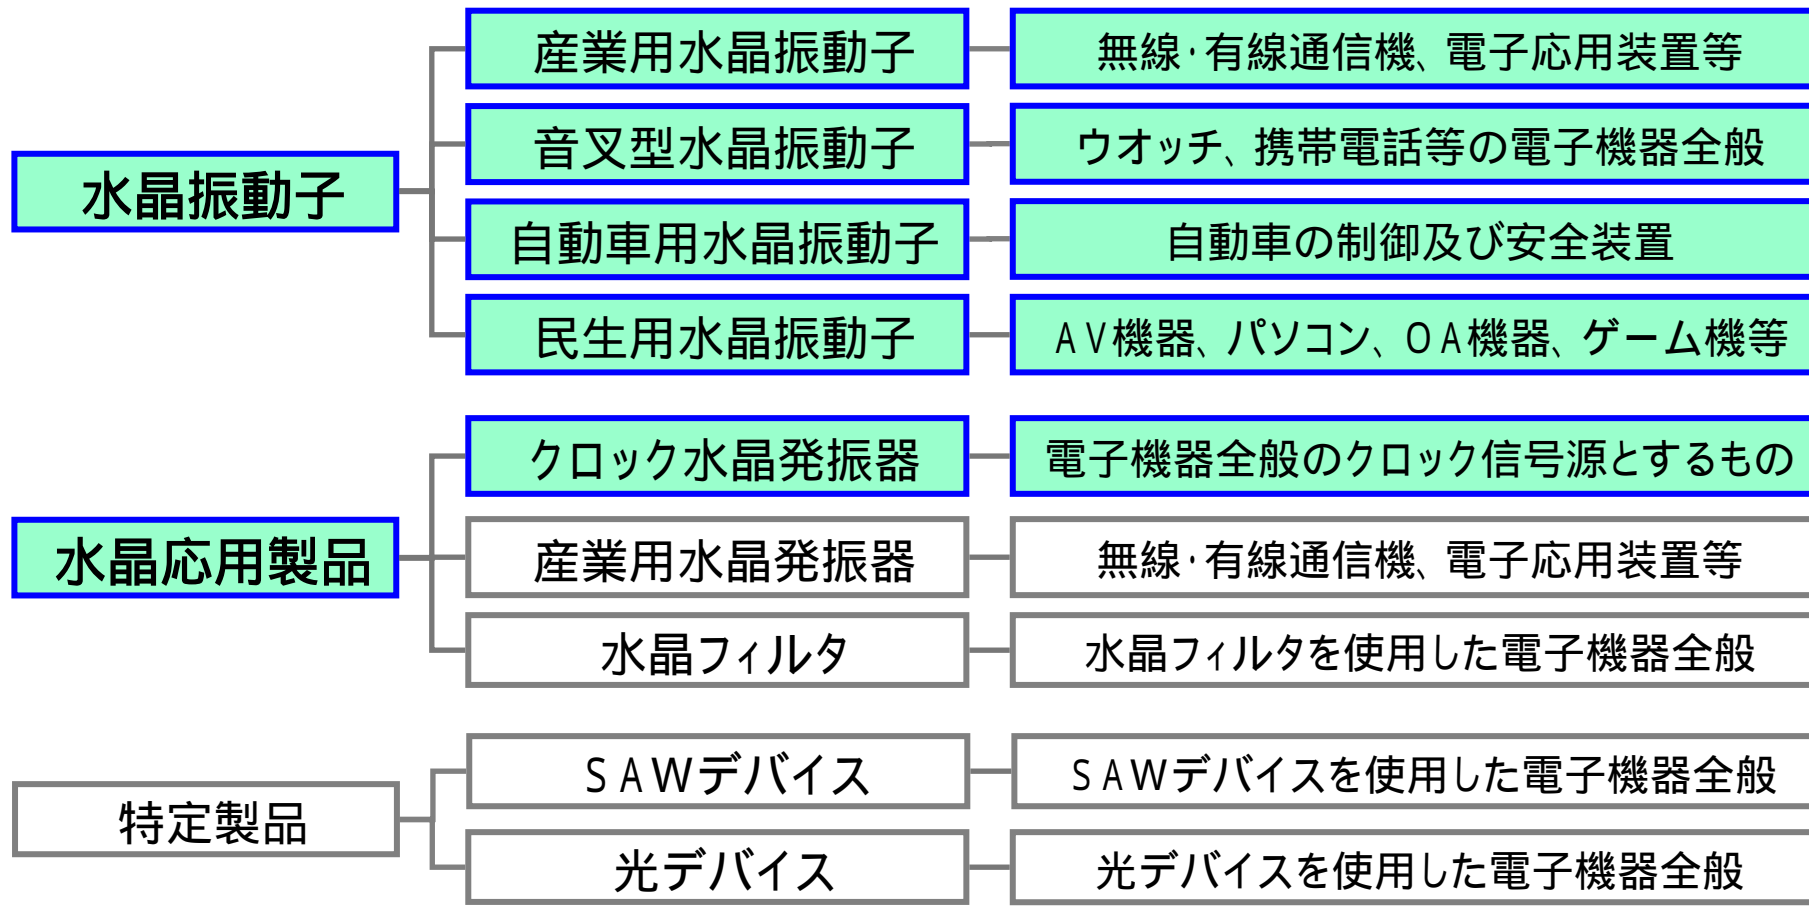 産業用水晶振動子
無線・有線通信機、電子応用装置等
音叉型水晶振動子
ウオッチ、携帯電話等の電子機器全般
水晶振動子
自動車用水晶振動子
自動車の制御及び安全装置
民生用水晶振動子
AV機器、パソコン、OA機器、ゲーム機等
クロック水晶発振器
電子機器全般のクロック信号源とするもの
水晶応用製品
産業用水晶発振器
無線・有線通信機、電子応用装置等
水晶フィルタ
水晶フィルタを使用した電子機器全般
特定製品
SAWデバイス
SAWデバイスを使用した電子機器全般
光デバイス
光デバイスを使用した電子機器全般